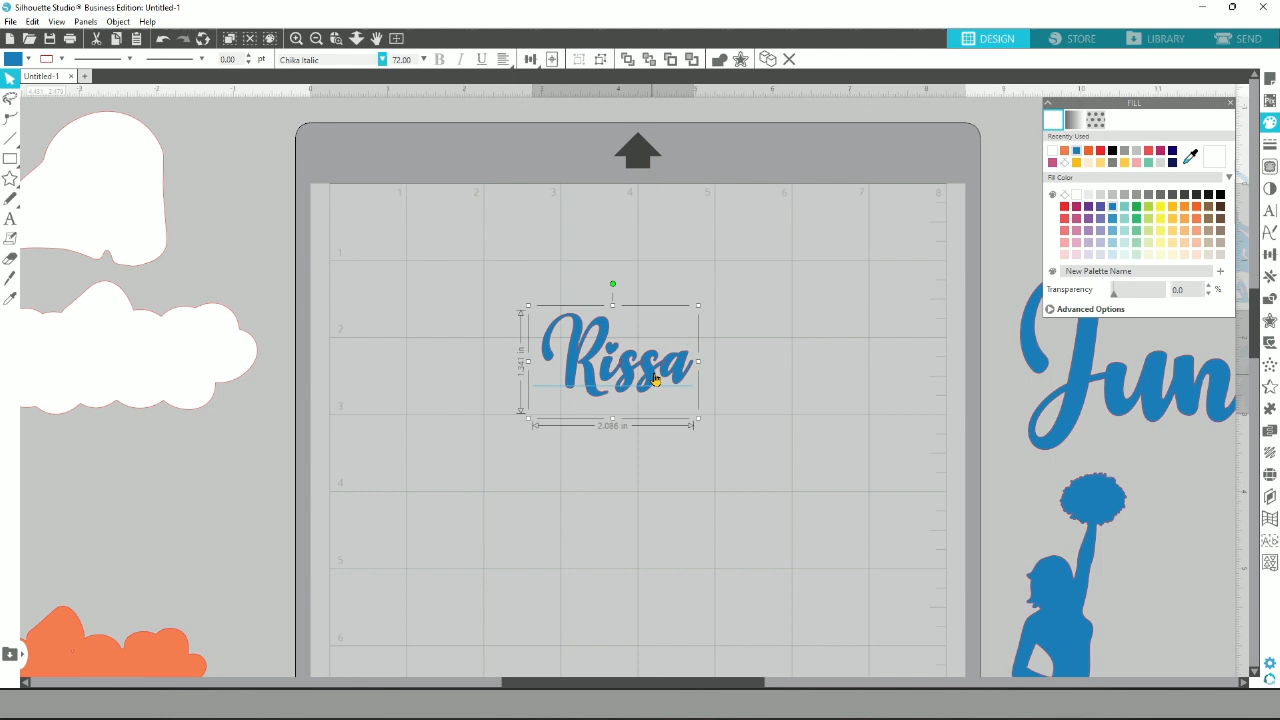 Silhouette Studio® Business Edition: Untitled-1
File Edit View Panels Object Help
DESIGN STORE LIBRARY SEND
0.00 pt Chika Italic 72.00 B I U
Untitled-1
FILL
Recently Used
Fill Color
New Palette Name
Transparency 0.0 %
Advanced Options
1 2 3 4 5 6 7 8
1
2
3
4
5
6
Rissa
1.341 in
2.086 in
Jun